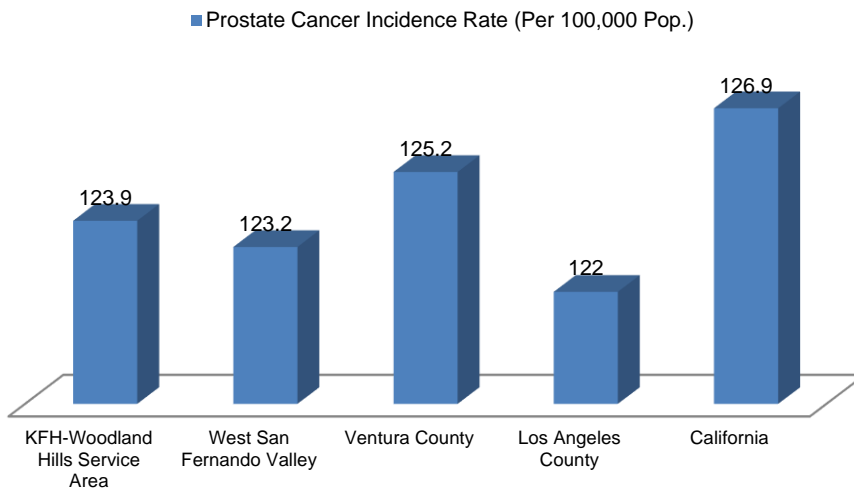 Prostate Cancer Incidence Rate (Per 100,000 Pop.)
126.9
125.2
123.9
123.2
122
KFH-Woodland
Hills Service
Area
West San
Fernando Valley
Ventura County
Los Angeles
County
California